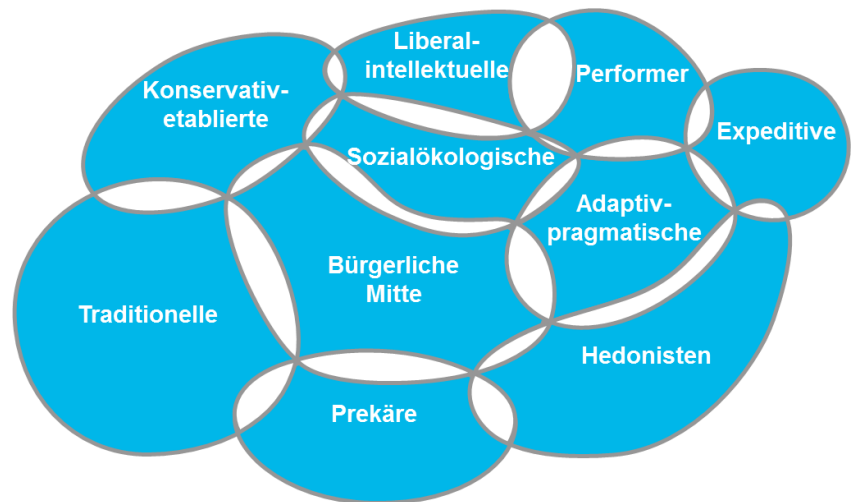 Liberal-
intellektuelle
Performer
Konservativ-
etablierte
Expeditive
Sozialökologische
Adaptiv-
pragmatische
Bürgerliche
Mitte
Traditionelle
Hedonisten
Prekäre